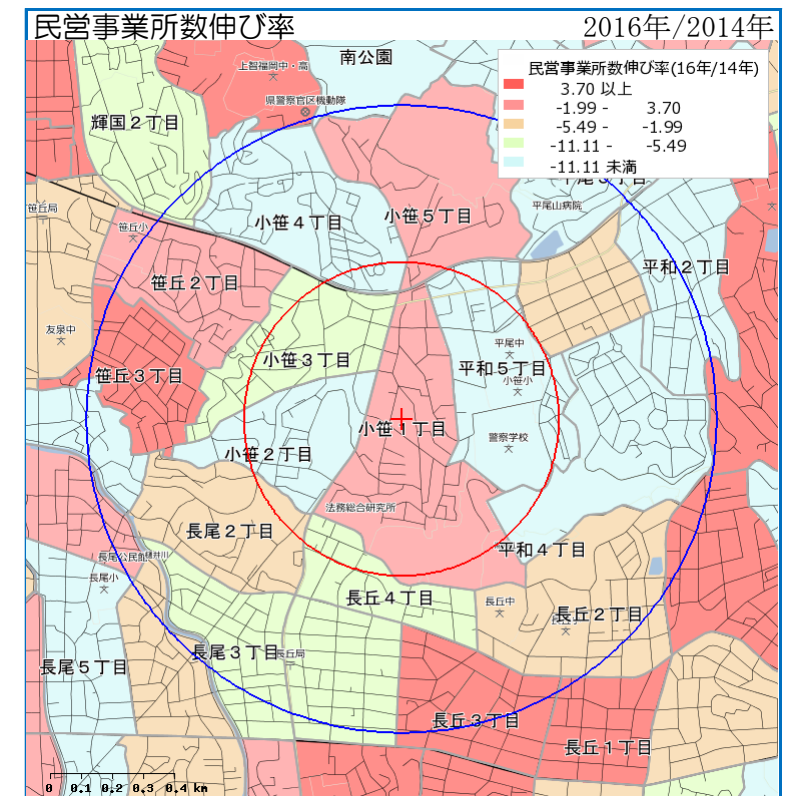 民営事業所数伸び率
2016年/2014年
民営事業所数伸び率(16年/14年)
3.70 以上
-1.99 - 3.70
-5.49 - -1.99
-11.11 - -5.49
-11.11 未満
南公園
上智福岡中・高
県警察官区機動隊
輝国２丁目
平尾３丁目
平尾山病院
笹丘局
笹丘小
小笹４丁目
小笹５丁目
平和２丁目
笹丘２丁目
友泉中
平尾中
小笹３丁目
平和５丁目
笹丘３丁目
小笹小
小笹１丁目
警察学校
小笹２丁目
法務総合研究所
長尾２丁目
平和４丁目
長尾公民館
樋井川
長尾小
長丘４丁目
長丘中
長丘２丁目
長尾３丁目
長丘局
長尾５丁目
長丘３丁目
長丘１丁目
0 0.1 0.2 0.3 0.4 km